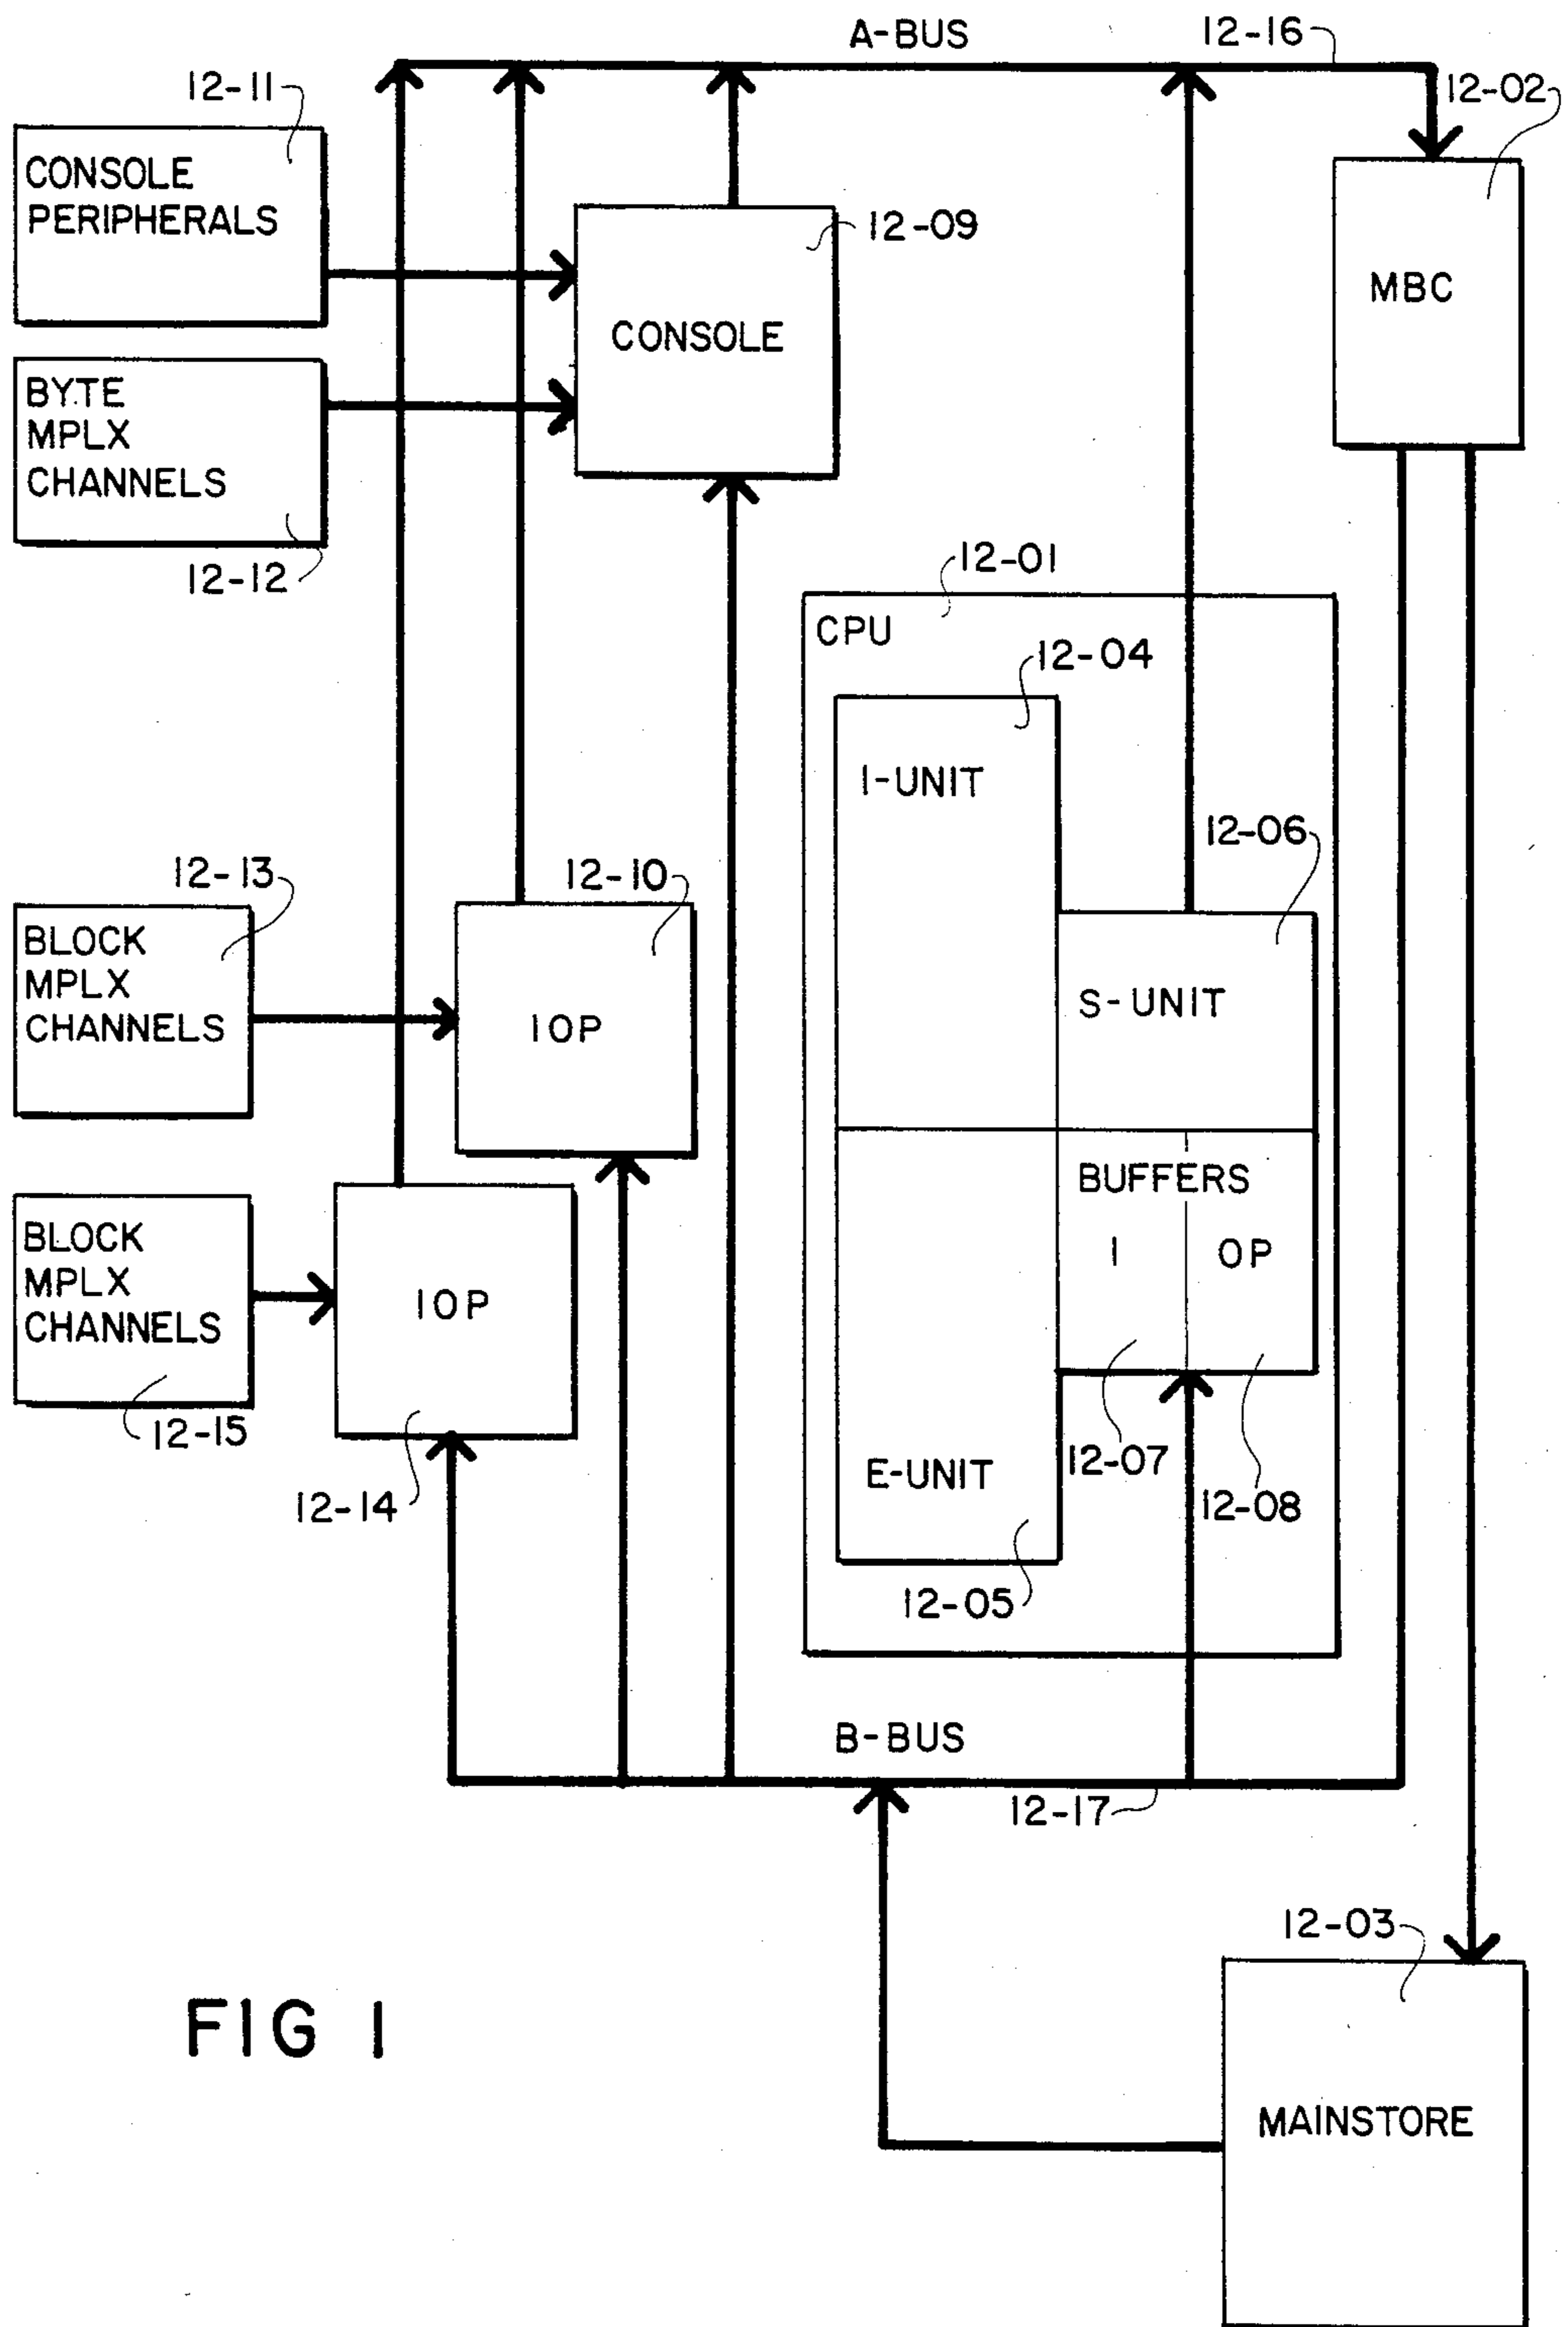 A-BUS
12-16
12-02
12-11
CONSOLE
PERIPHERALS
12-09
MBC
CONSOLE
BYTE
MPLX
CHANNELS
12-12
12-01
CPU
12-04
I-UNIT
12-06
12-13
12-10
BLOCK
MPLX
CHANNELS
IOP
S-UNIT
BUFFERS
I OP
BLOCK
MPLX
CHANNELS
IOP
12-15
12-07
E-UNIT
12-14
12-08
12-05
B-BUS
12-17
12-03
FIG 1
MAINSTORE